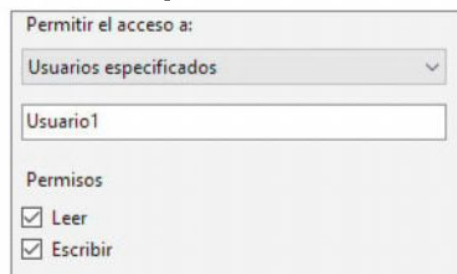 Permitir el acceso a:
Usuarios especificados
Usuario1
Permisos
Leer
Escribir